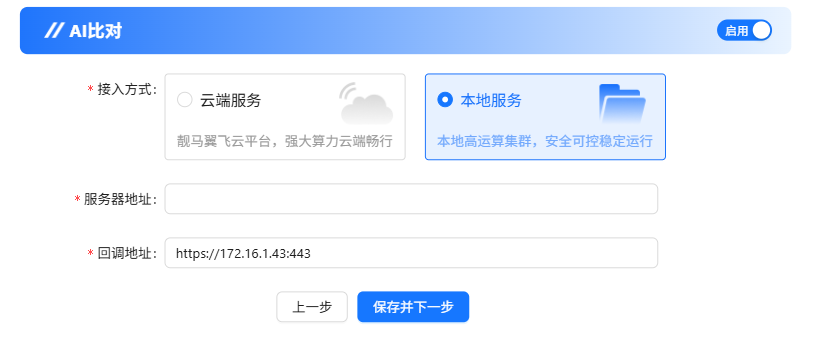 AI比对
启用
* 接入方式：
云端服务
靓马翼飞云平台，强大算力云端畅行
本地服务
本地高运算集群，安全可控稳定运行
* 服务器地址：
* 回调地址：
https://172.16.1.43:443
上一步
保存并下一步